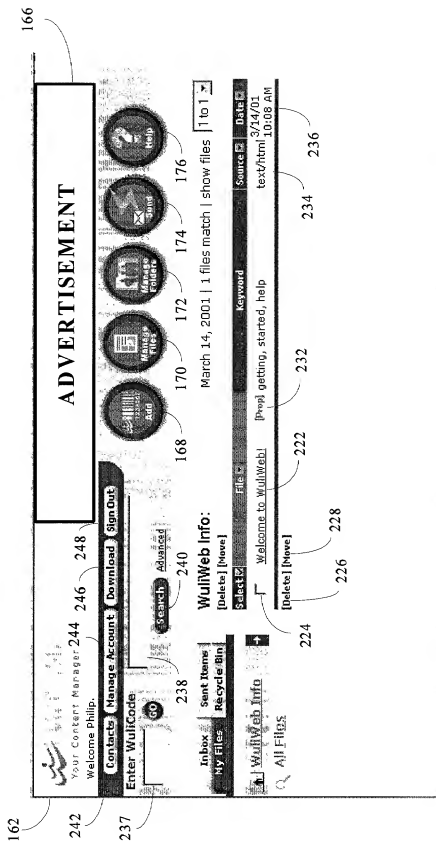 162
166
ADVERTISEMENT
Your Content Manager
Welcome Philip.
242
244
246
248
Contacts Manage Account Download Sign Out
Enter WuliCode
GO
Search Advanced
237
238
240
Add
Manage Files
Manage Folders
Send
Help
168
170
172
174
176
Inbox Sent Items
My Files Recycle Bin
WuliWeb Info
All Files
WuliWeb Info:
March 14, 2001 | 1 files match | show files 1 to 1
[Delete] [Move]
Select File Keyword Source Date
Welcome to WuliWeb! [Prop] getting, started, help text/html 3/14/01
10:08 AM
[Delete] [Move]
224
226
228
222
232
234
236